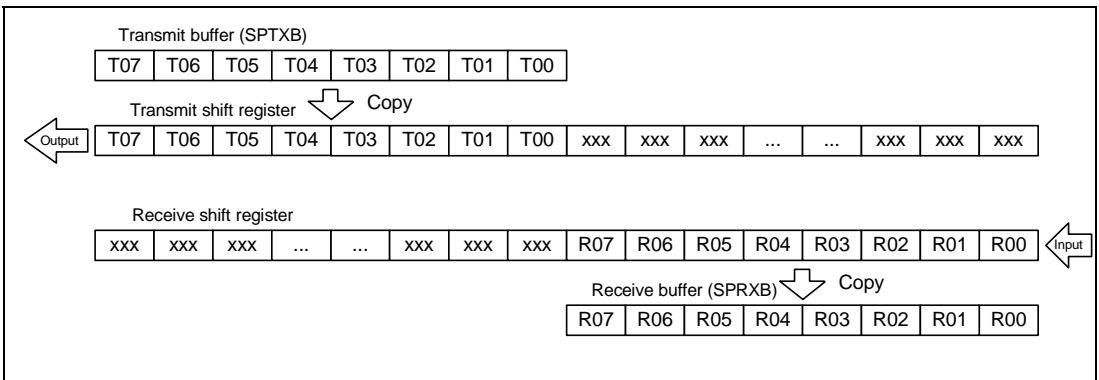 Transmit buffer (SPTXB)
T07 T06 T05 T04 T03 T02 T01 T00
Copy
Transmit shift register
Output
T07 T06 T05 T04 T03 T02 T01 T00 xxx xxx xxx ... ... xxx xxx xxx
Receive shift register
xxx xxx xxx ... ... xxx xxx xxx R07 R06 R05 R04 R03 R02 R01 R00
Input
Copy
Receive buffer (SPRXB)
R07 R06 R05 R04 R03 R02 R01 R00